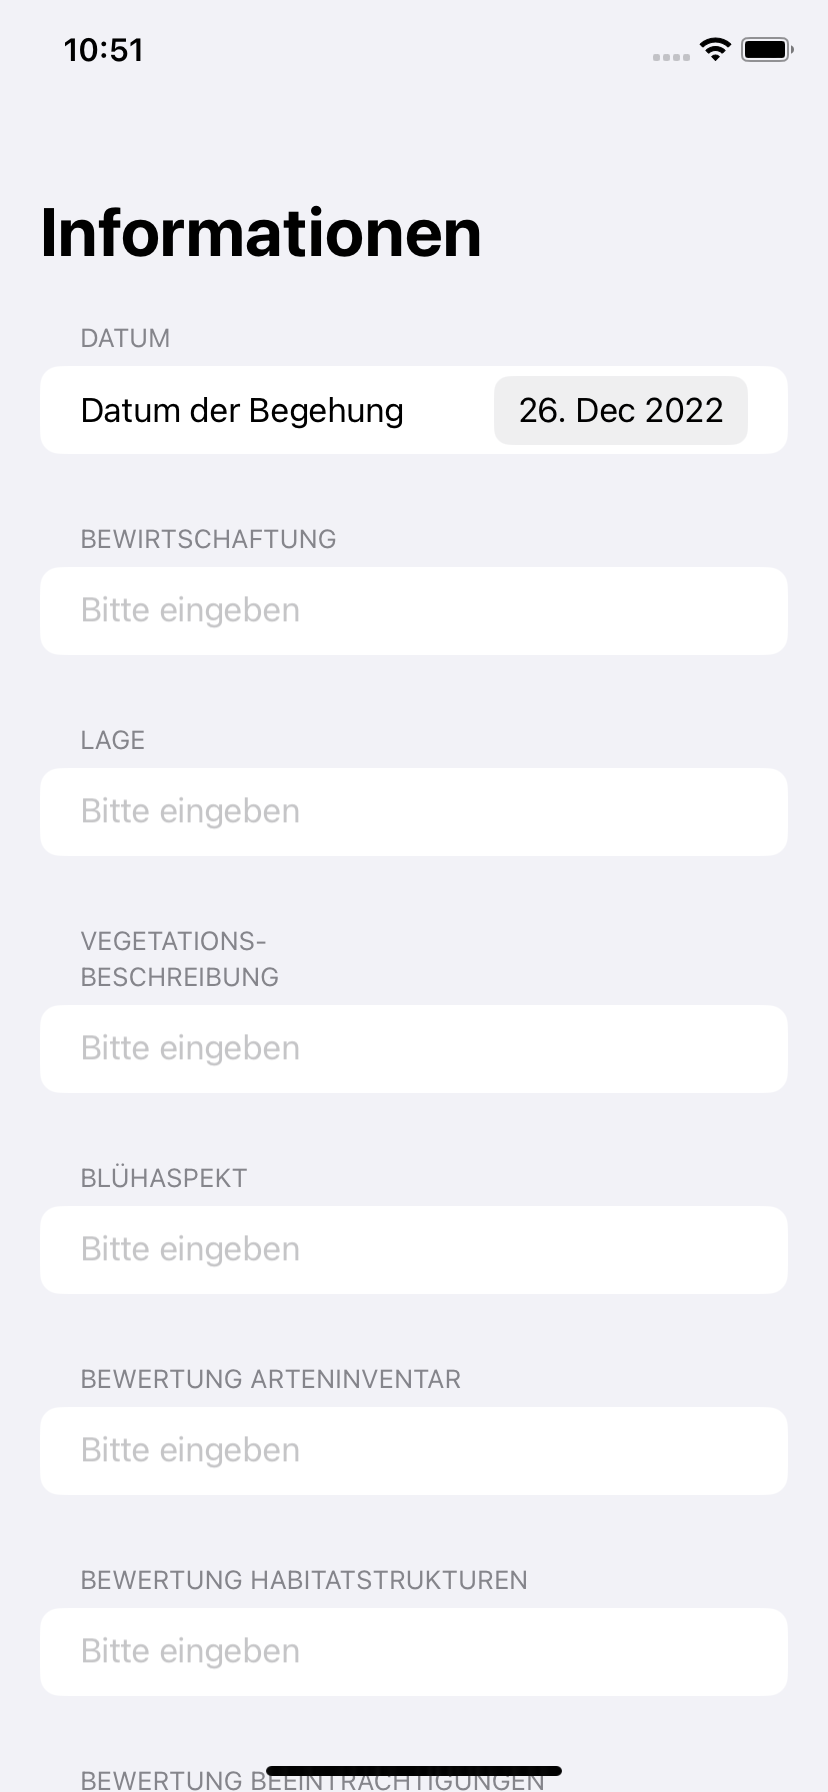 10:51
Informationen
DATUM
Datum der Begehung 26. Dec 2022
BEWIRTSCHAFTUNG
Bitte eingeben
LAGE
Bitte eingeben
VEGETATIONS-
BESCHREIBUNG
Bitte eingeben
BLÜHASPEKT
Bitte eingeben
BEWERTUNG ARTENINVENTAR
Bitte eingeben
BEWERTUNG HABITATSTRUKTUREN
Bitte eingeben
BEWERTUNG BEEINTRÄCHTIGUNGEN